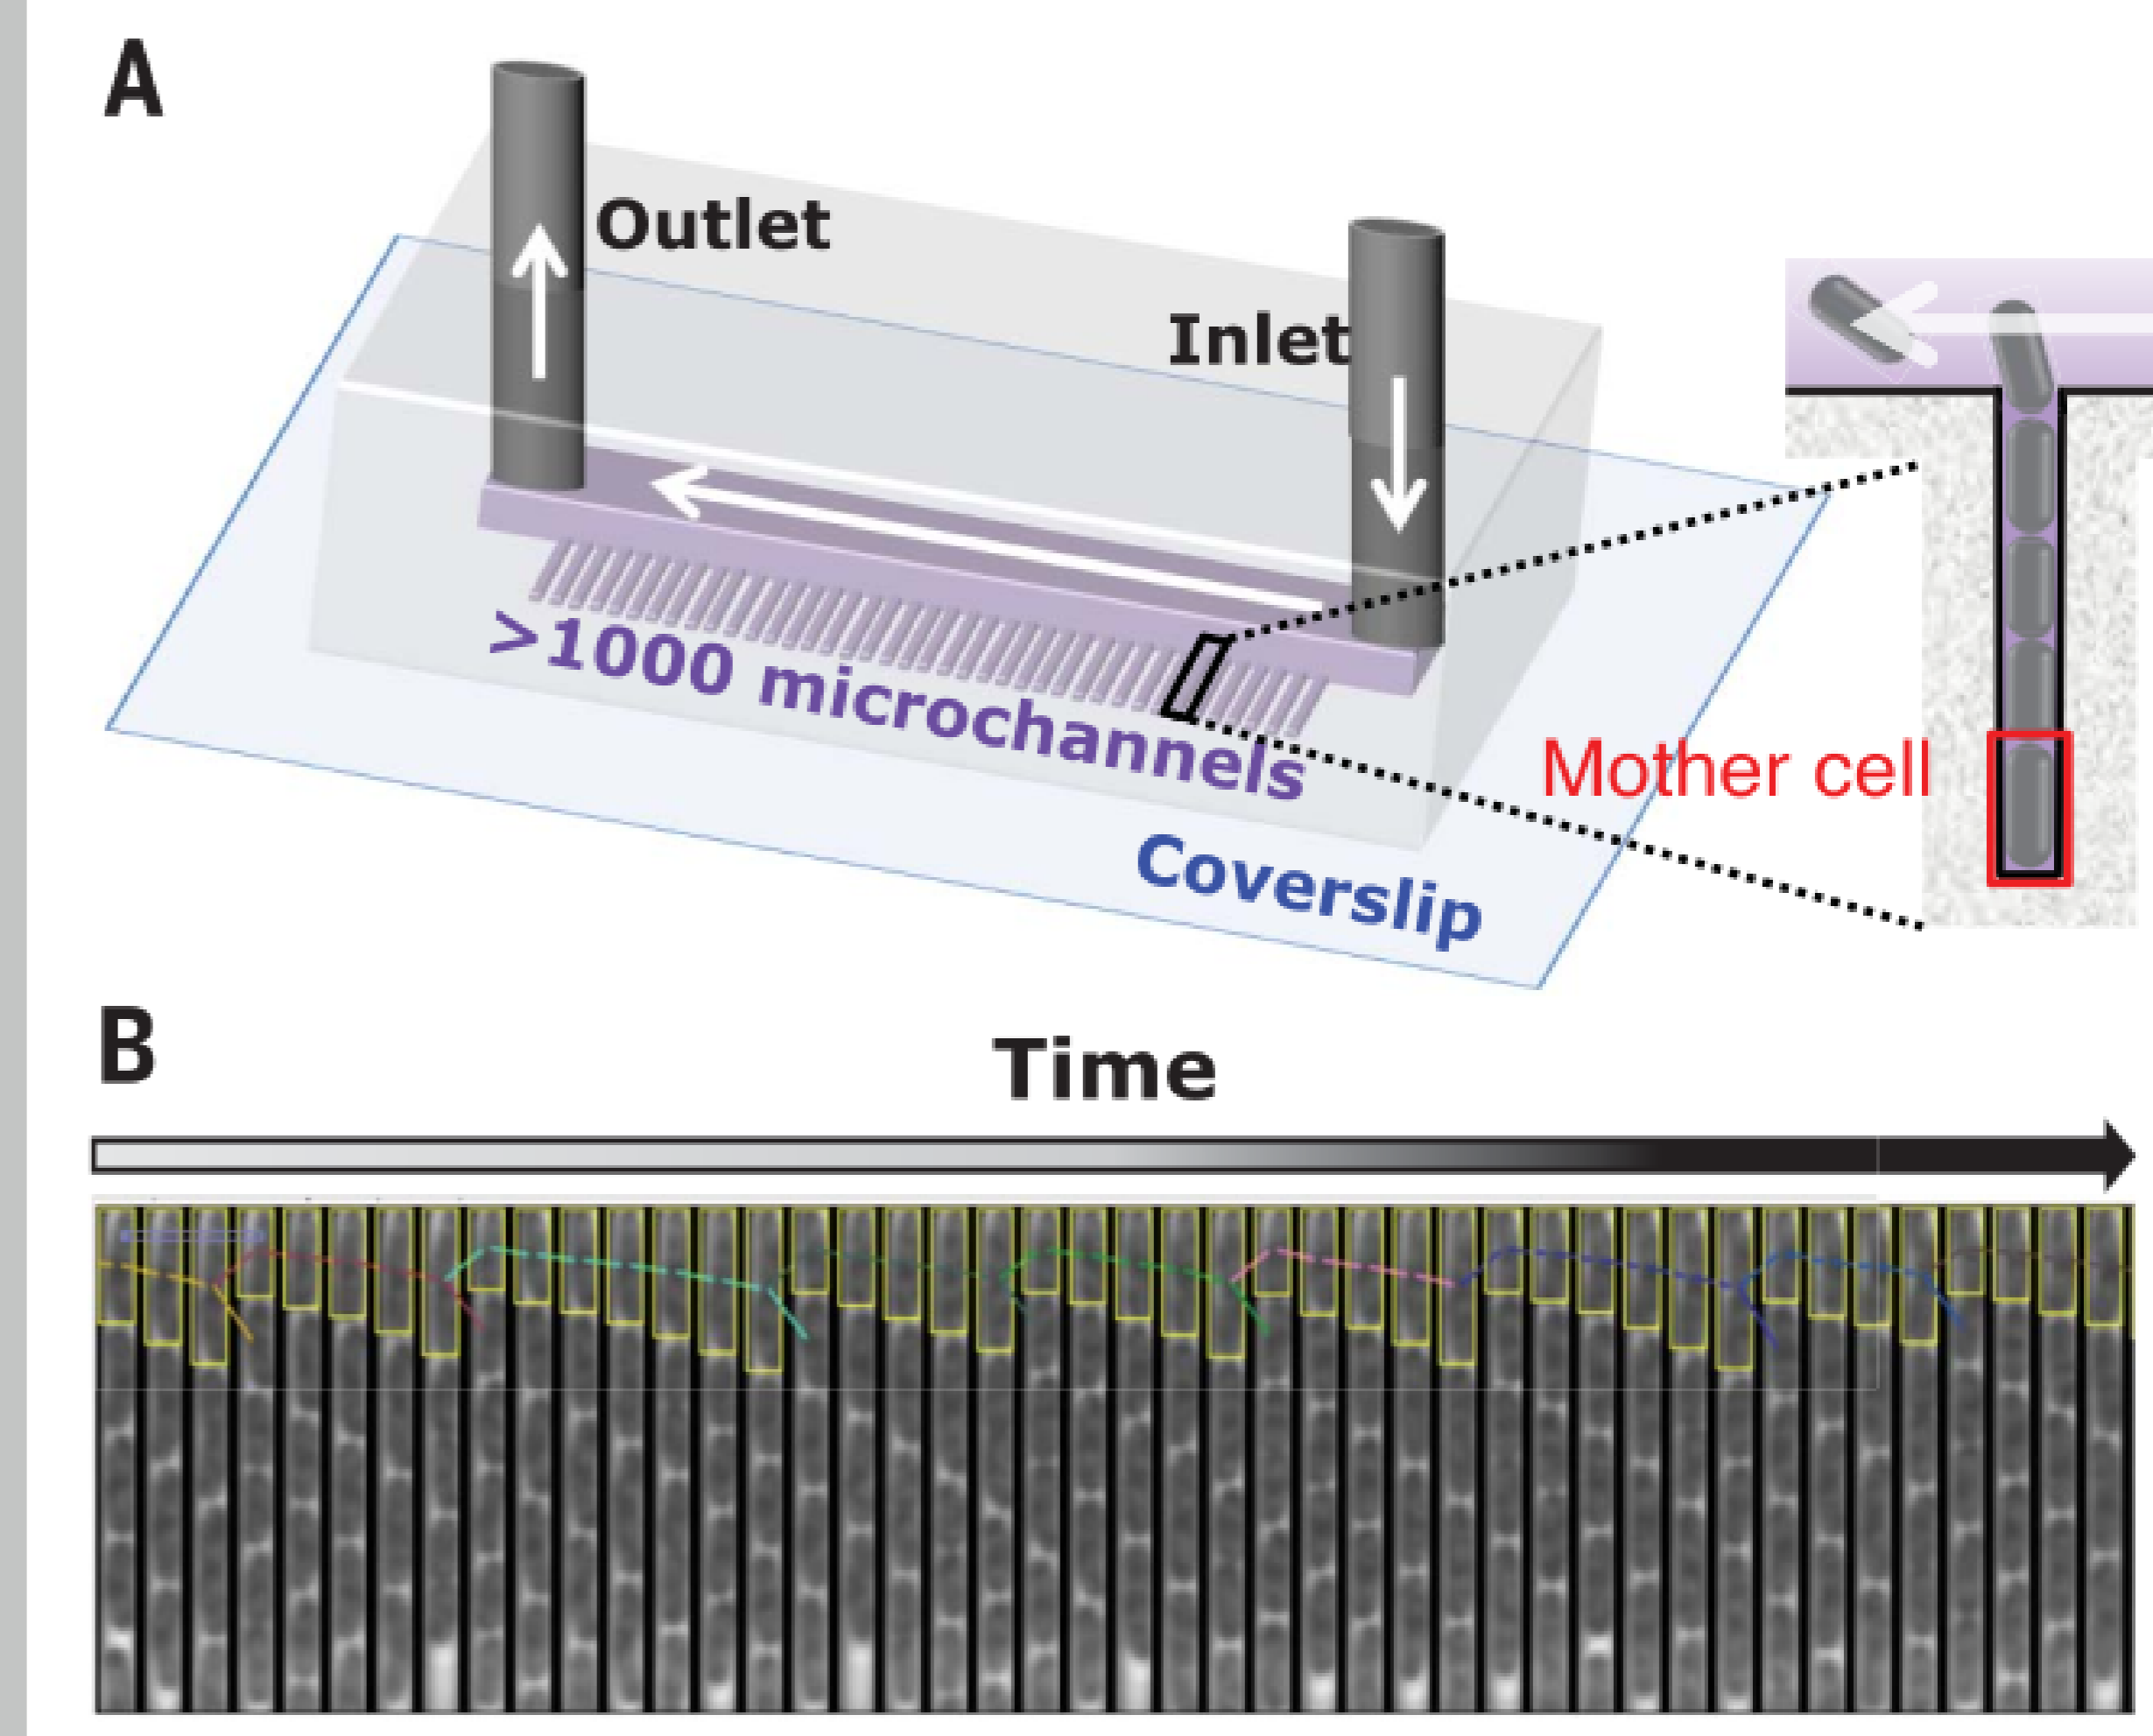 A
Outlet
Inlet
>1000 microchannels
Mother cell
Coverslip
B
Time